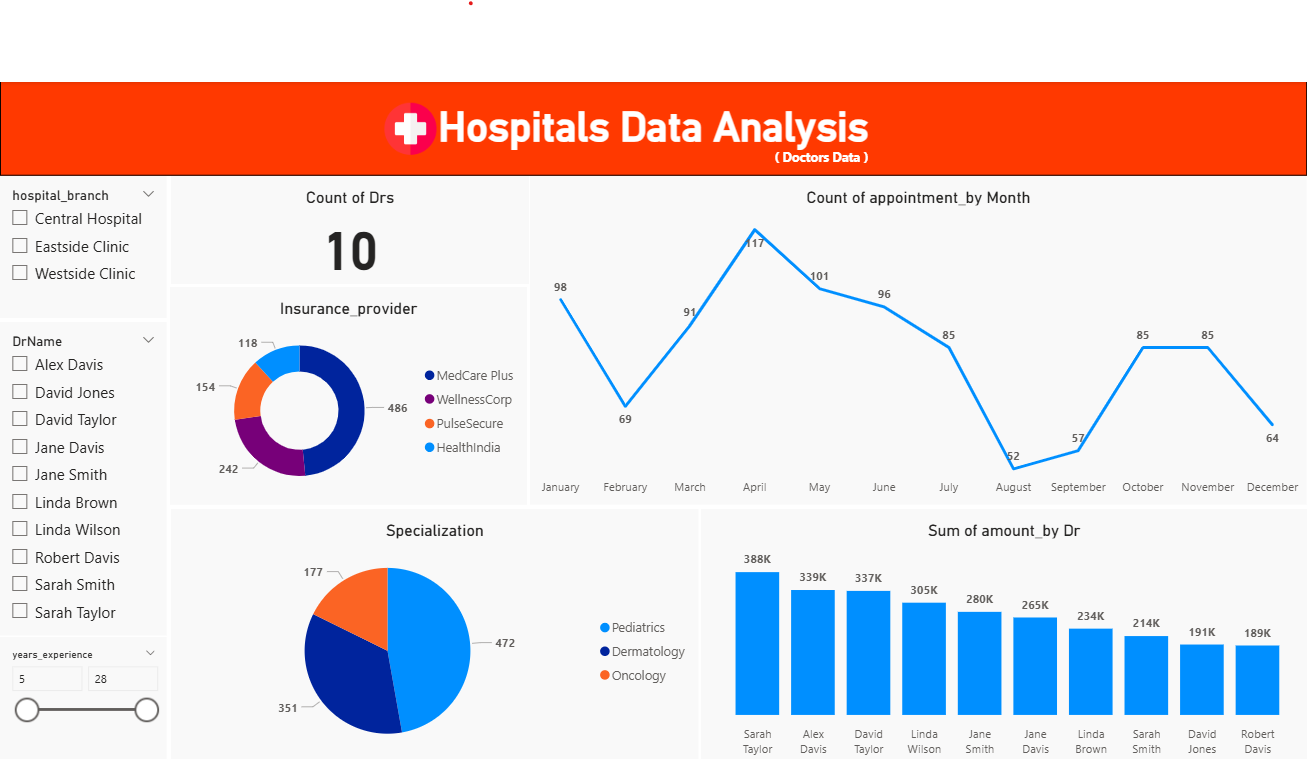 Hospitals Data Analysis
( Doctors Data )
hospital_branch
Central Hospital
Eastside Clinic
Westside Clinic
DrName
Alex Davis
David Jones
David Taylor
Jane Davis
Jane Smith
Linda Brown
Linda Wilson
Robert Davis
Sarah Smith
Sarah Taylor
years_experience
5 28
Count of Drs
10
Insurance_provider
118
154
486
242
MedCare Plus
WellnessCorp
PulseSecure
HealthIndia
Count of appointment_by Month
98 69 91 117 101 96 85 52 57 85 85 64
January February March April May June July August September October November December
Specialization
177
472
351
Pediatrics
Dermatology
Oncology
Sum of amount_by Dr
388K 339K 337K 305K 280K 265K 234K 214K 191K 189K
Sarah Alex David Linda Jane Jane Linda Sarah David Robert
Taylor Davis Taylor Wilson Smith Davis Brown Smith Jones Davis